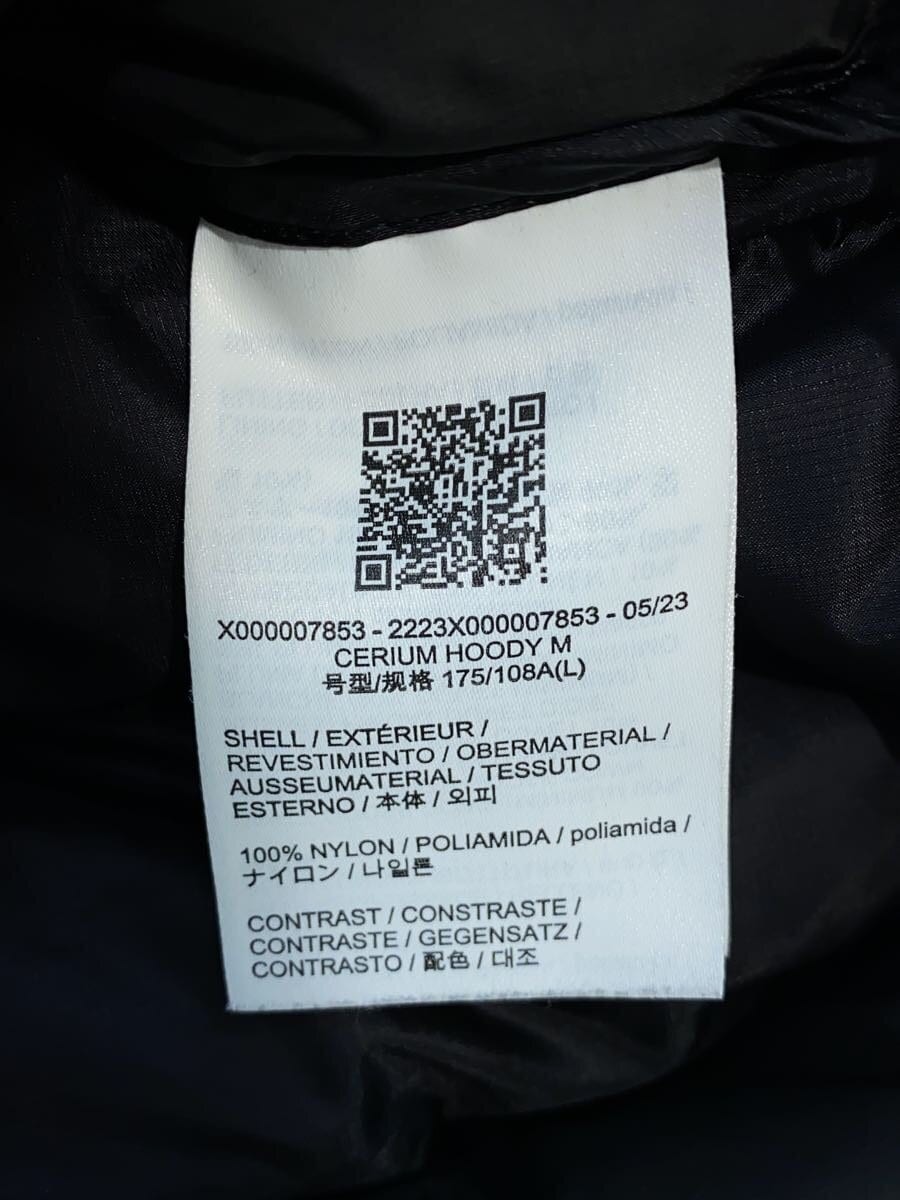 X000007853 - 2223X000007853 - 05/23
CERIUM HOODY M
号型/规格 175/108A(L)
SHELL / EXTÉRIEUR /
REVESTIMIENTO / OBERMATERIAL /
AUSSEUMATERIAL / TESSUTO
ESTERNO / 本体 / 외피
100% NYLON / POLIAMIDA / poliamida /
ナイロン / 나일론
CONTRAST / CONSTRASTE /
CONTRASTE / GEGENSATZ /
CONTRASTO / 配色 / 대조